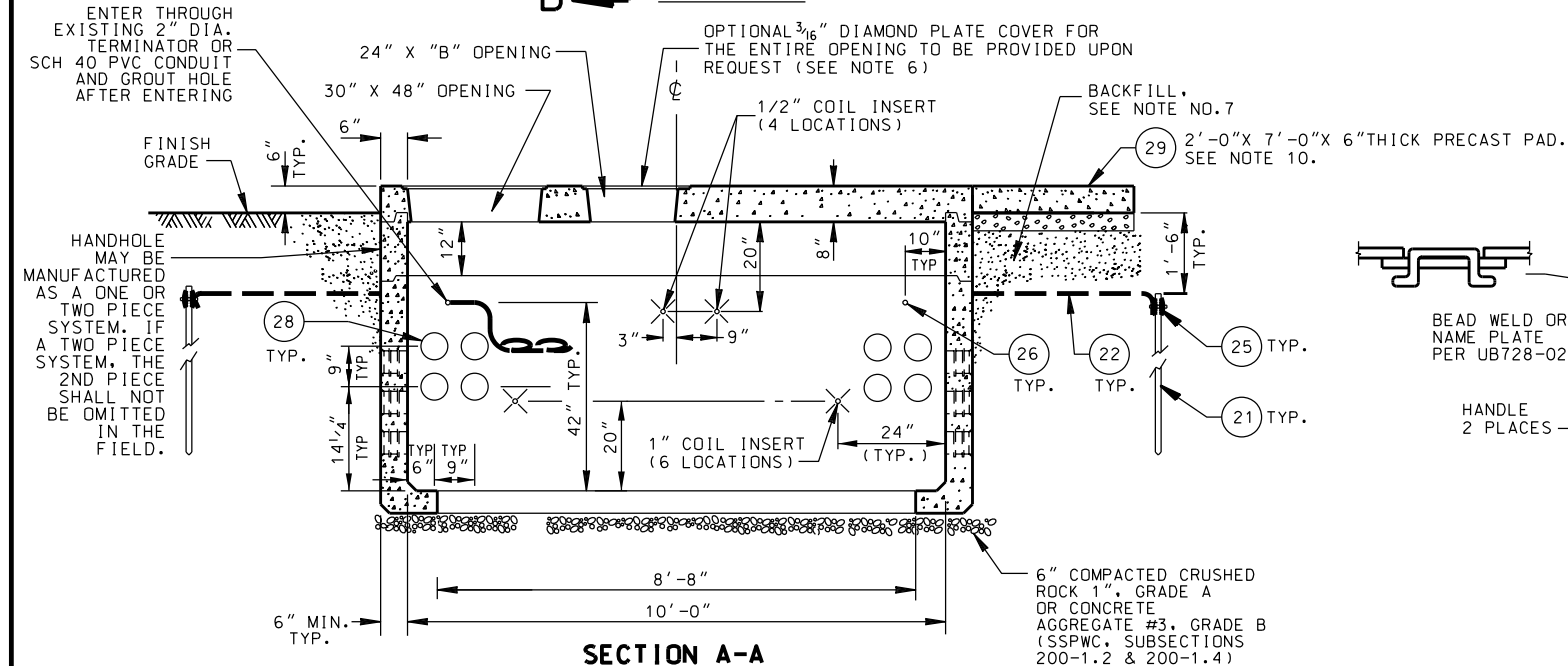 B
ENTER THROUGH
EXISTING 2" DIA.
TERMINATOR OR
SCH 40 PVC CONDUIT
AND GROUT HOLE
AFTER ENTERING
24" X "B" OPENING
30" X 48" OPENING
OPTIONAL 3/16" DIAMOND PLATE COVER FOR
THE ENTIRE OPENING TO BE PROVIDED UPON
REQUEST (SEE NOTE 6)
℄
1/2" COIL INSERT
(4 LOCATIONS)
BACKFILL,
SEE NOTE NO.7
29
2'-0"X 7'-0"X 6"THICK PRECAST PAD.
SEE NOTE 10.
FINISH
GRADE
6"
TYP.
6"
HANDHOLE
MAY BE
MANUFACTURED
AS A ONE OR
TWO PIECE
SYSTEM. IF
A TWO PIECE
SYSTEM, THE
2ND PIECE
SHALL NOT
BE OMITTED
IN THE
FIELD.
12"
20"
8"
10"
TYP
1'-6"
TYP.
28
TYP.
3"
9"
26
TYP.
22
TYP.
25 TYP.
21 TYP.
9"
TYP.
14 1/4"
TYP
TYP
6"
TYP
9"
42" TYP.
20"
1" COIL INSERT
(6 LOCATIONS)
24"
(TYP.)
BEAD WELD OR
NAME PLATE
PER UB728-02
HANDLE
2 PLACES
8'-8"
10'-0"
6" MIN.
TYP.
6" COMPACTED CRUSHED
ROCK 1", GRADE A
OR CONCRETE
AGGREGATE #3, GRADE B
(SSPWC, SUBSECTIONS
200-1.2 & 200-1.4)
SECTION A-A